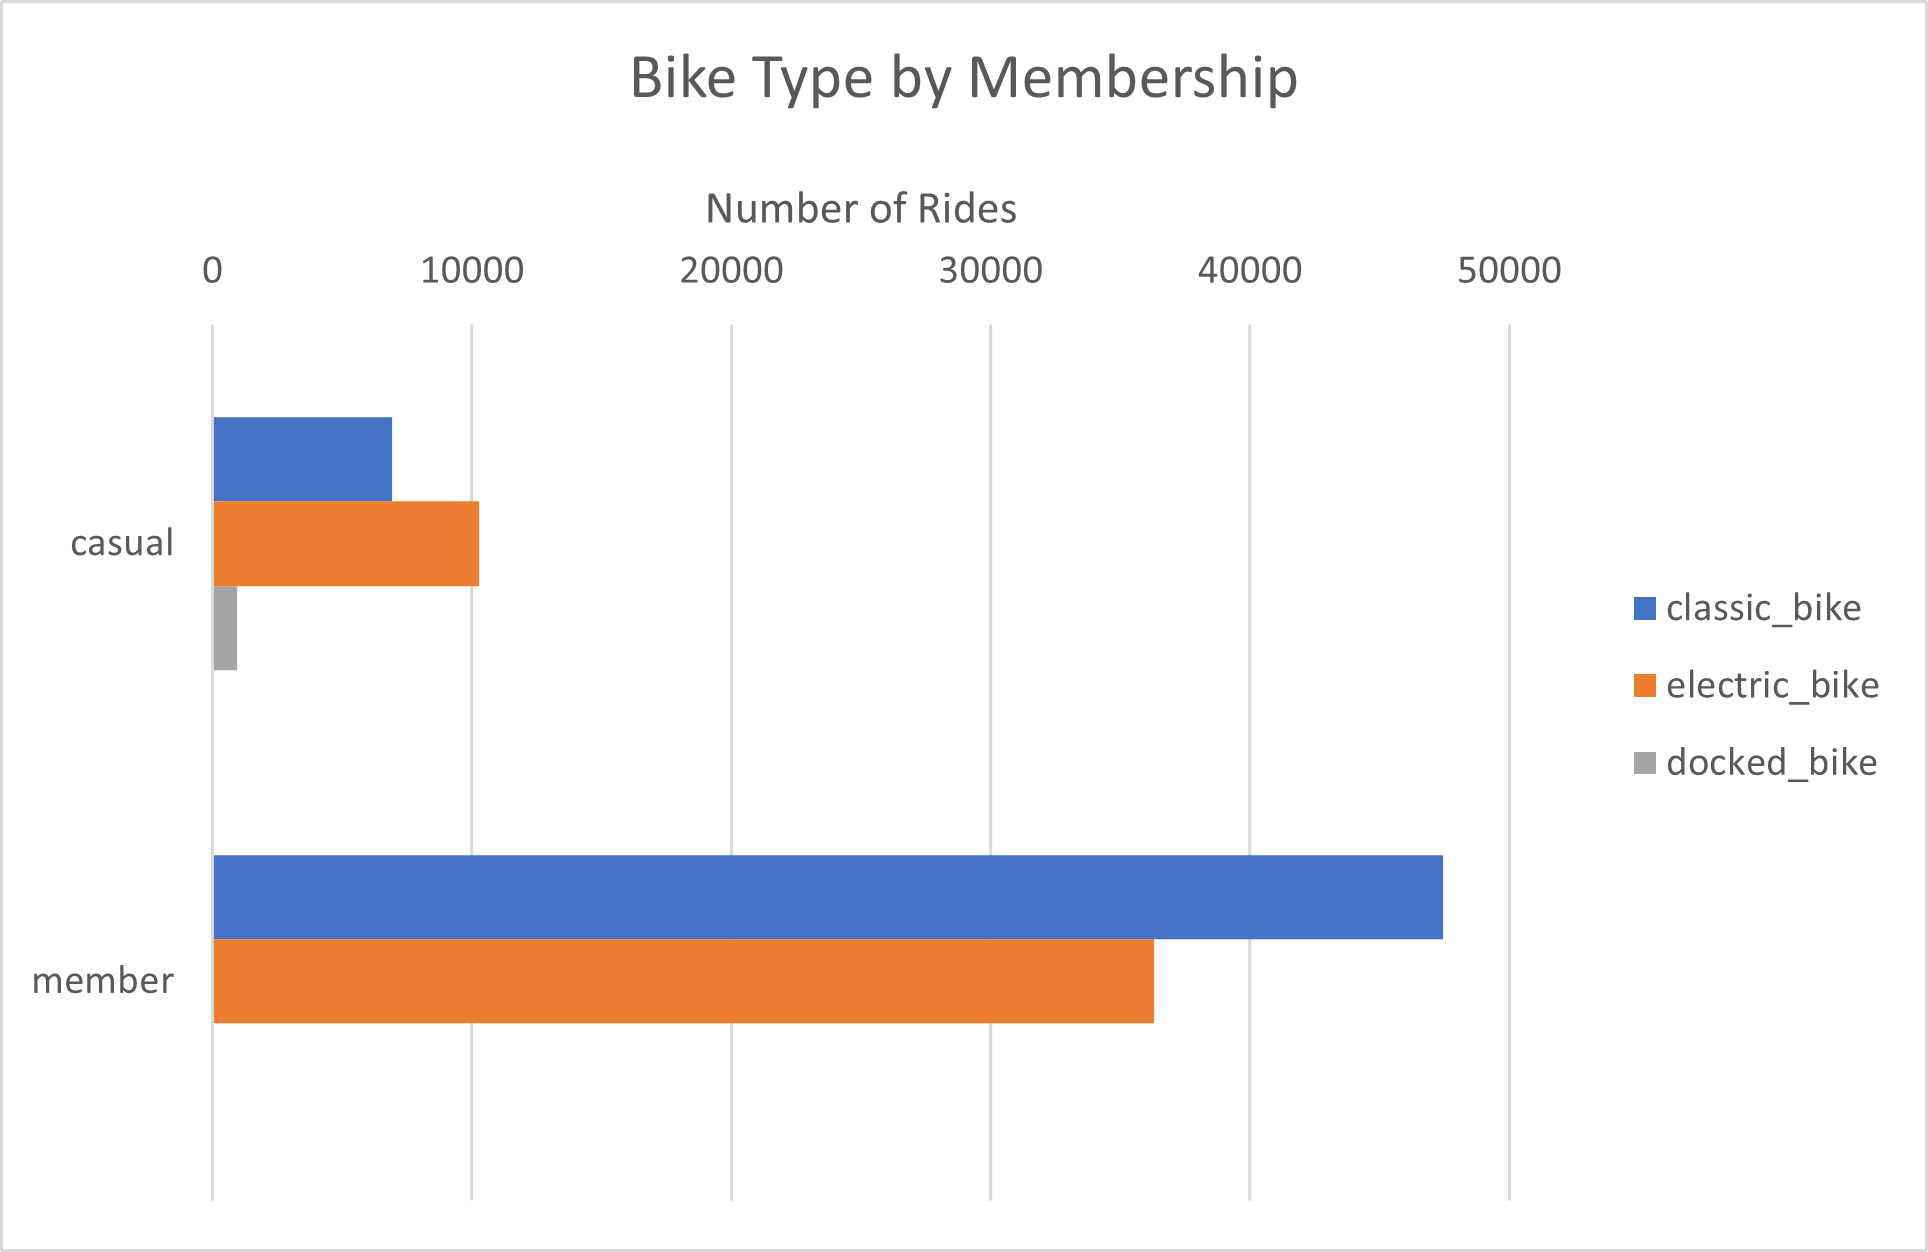 Bike Type by Membership
Number of Rides
0 10000 20000 30000 40000 50000
casual
member
classic_bike
electric_bike
docked_bike